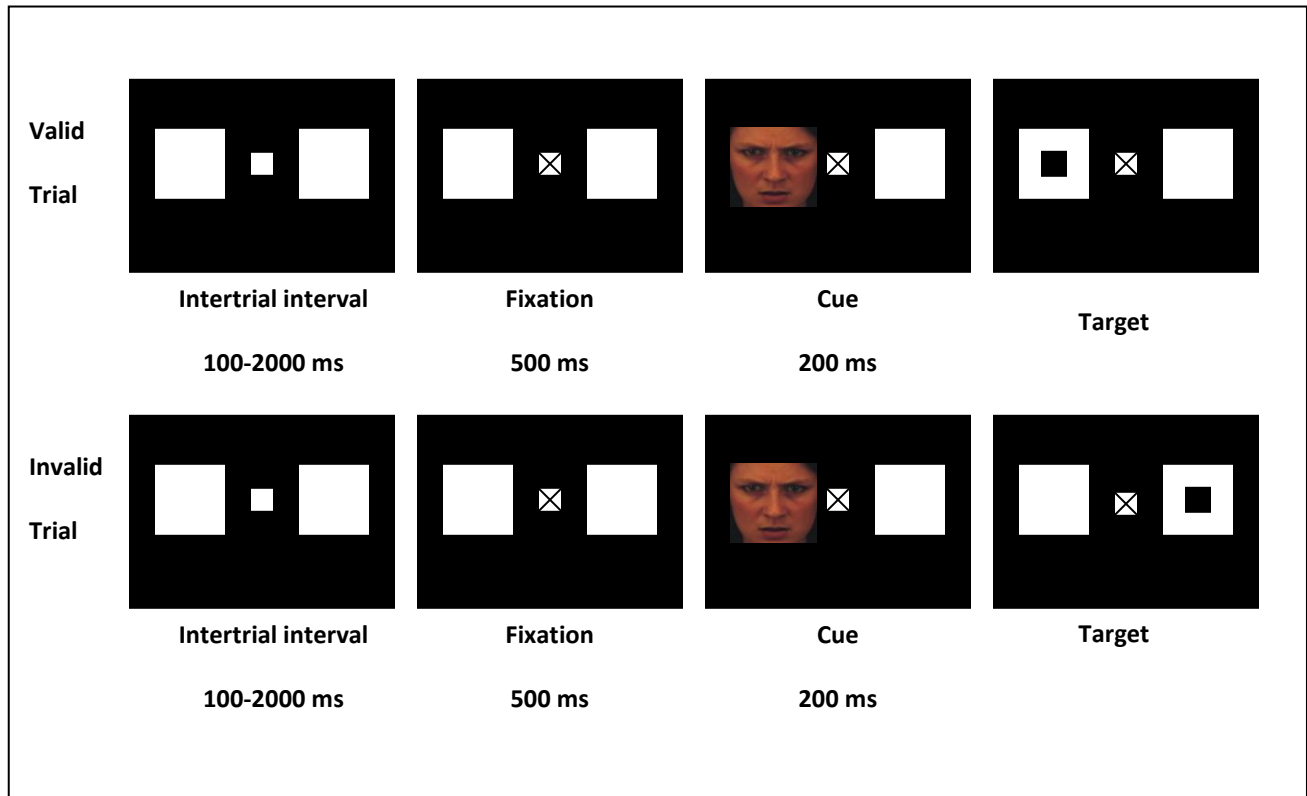 Valid
Trial
Intertrial interval
Fixation
Cue
Target
100-2000 ms
500 ms
200 ms
Invalid
Trial
Intertrial interval
Fixation
Cue
Target
100-2000 ms
500 ms
200 ms